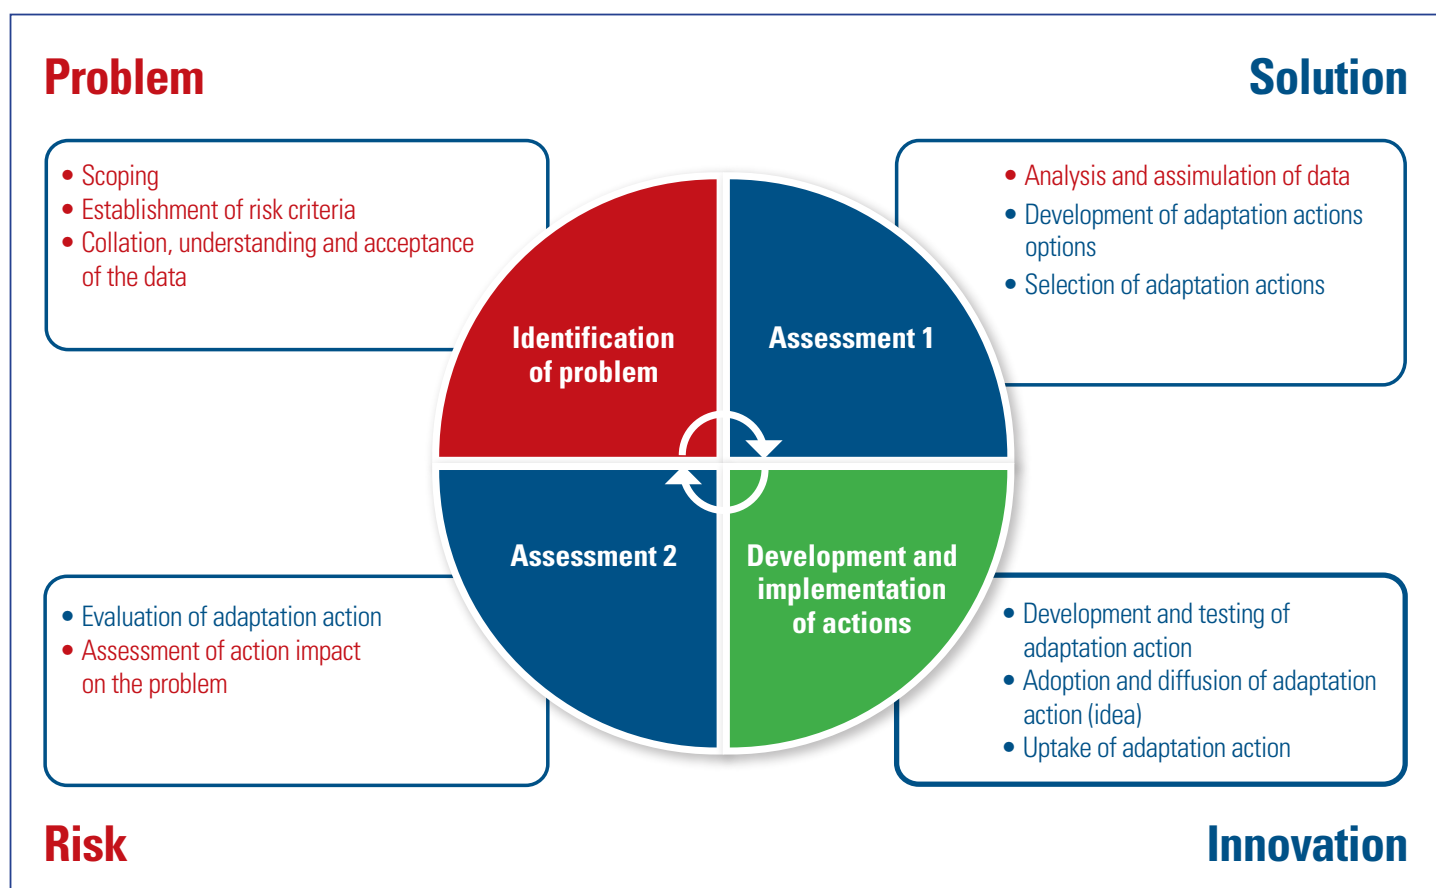 Problem
Solution
• Scoping
• Establishment of risk criteria
• Collation, understanding and acceptance
of the data
• Analysis and assimulation of data
• Development of adaptation actions
options
• Selection of adaptation actions
Identification
of problem
Assessment 1
Assessment 2
Development and
implementation
of actions
• Evaluation of adaptation action
• Assessment of action impact
on the problem
• Development and testing of
adaptation action
• Adoption and diffusion of adaptation
action (idea)
• Uptake of adaptation action
Risk
Innovation